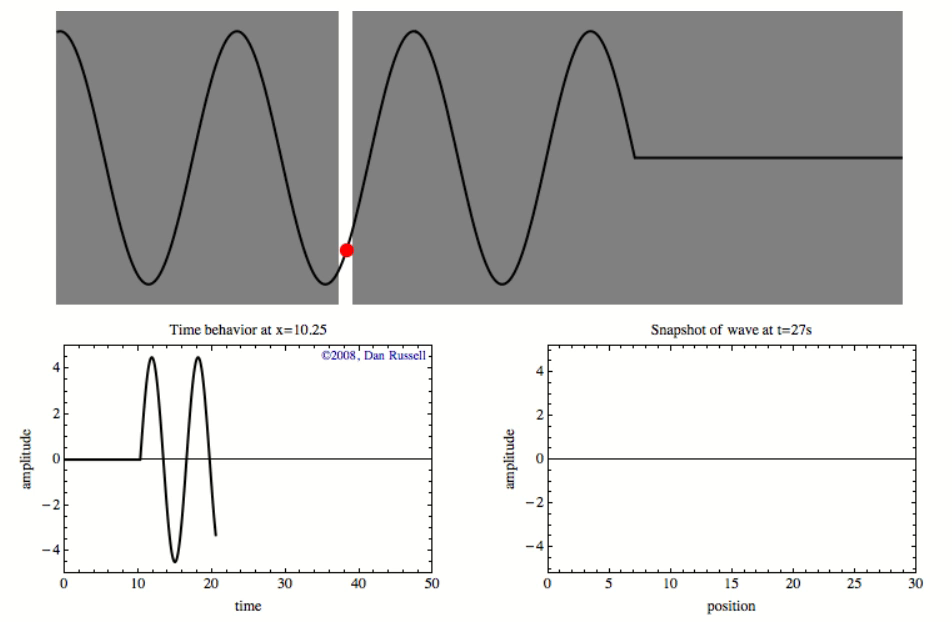 Time behavior at x=10.25
©2008, Dan Russell
4
2
0
−2
−4
amplitude
0 10 20 30 40 50
time
Snapshot of wave at t=27s
4
2
0
−2
−4
amplitude
0 5 10 15 20 25 30
position